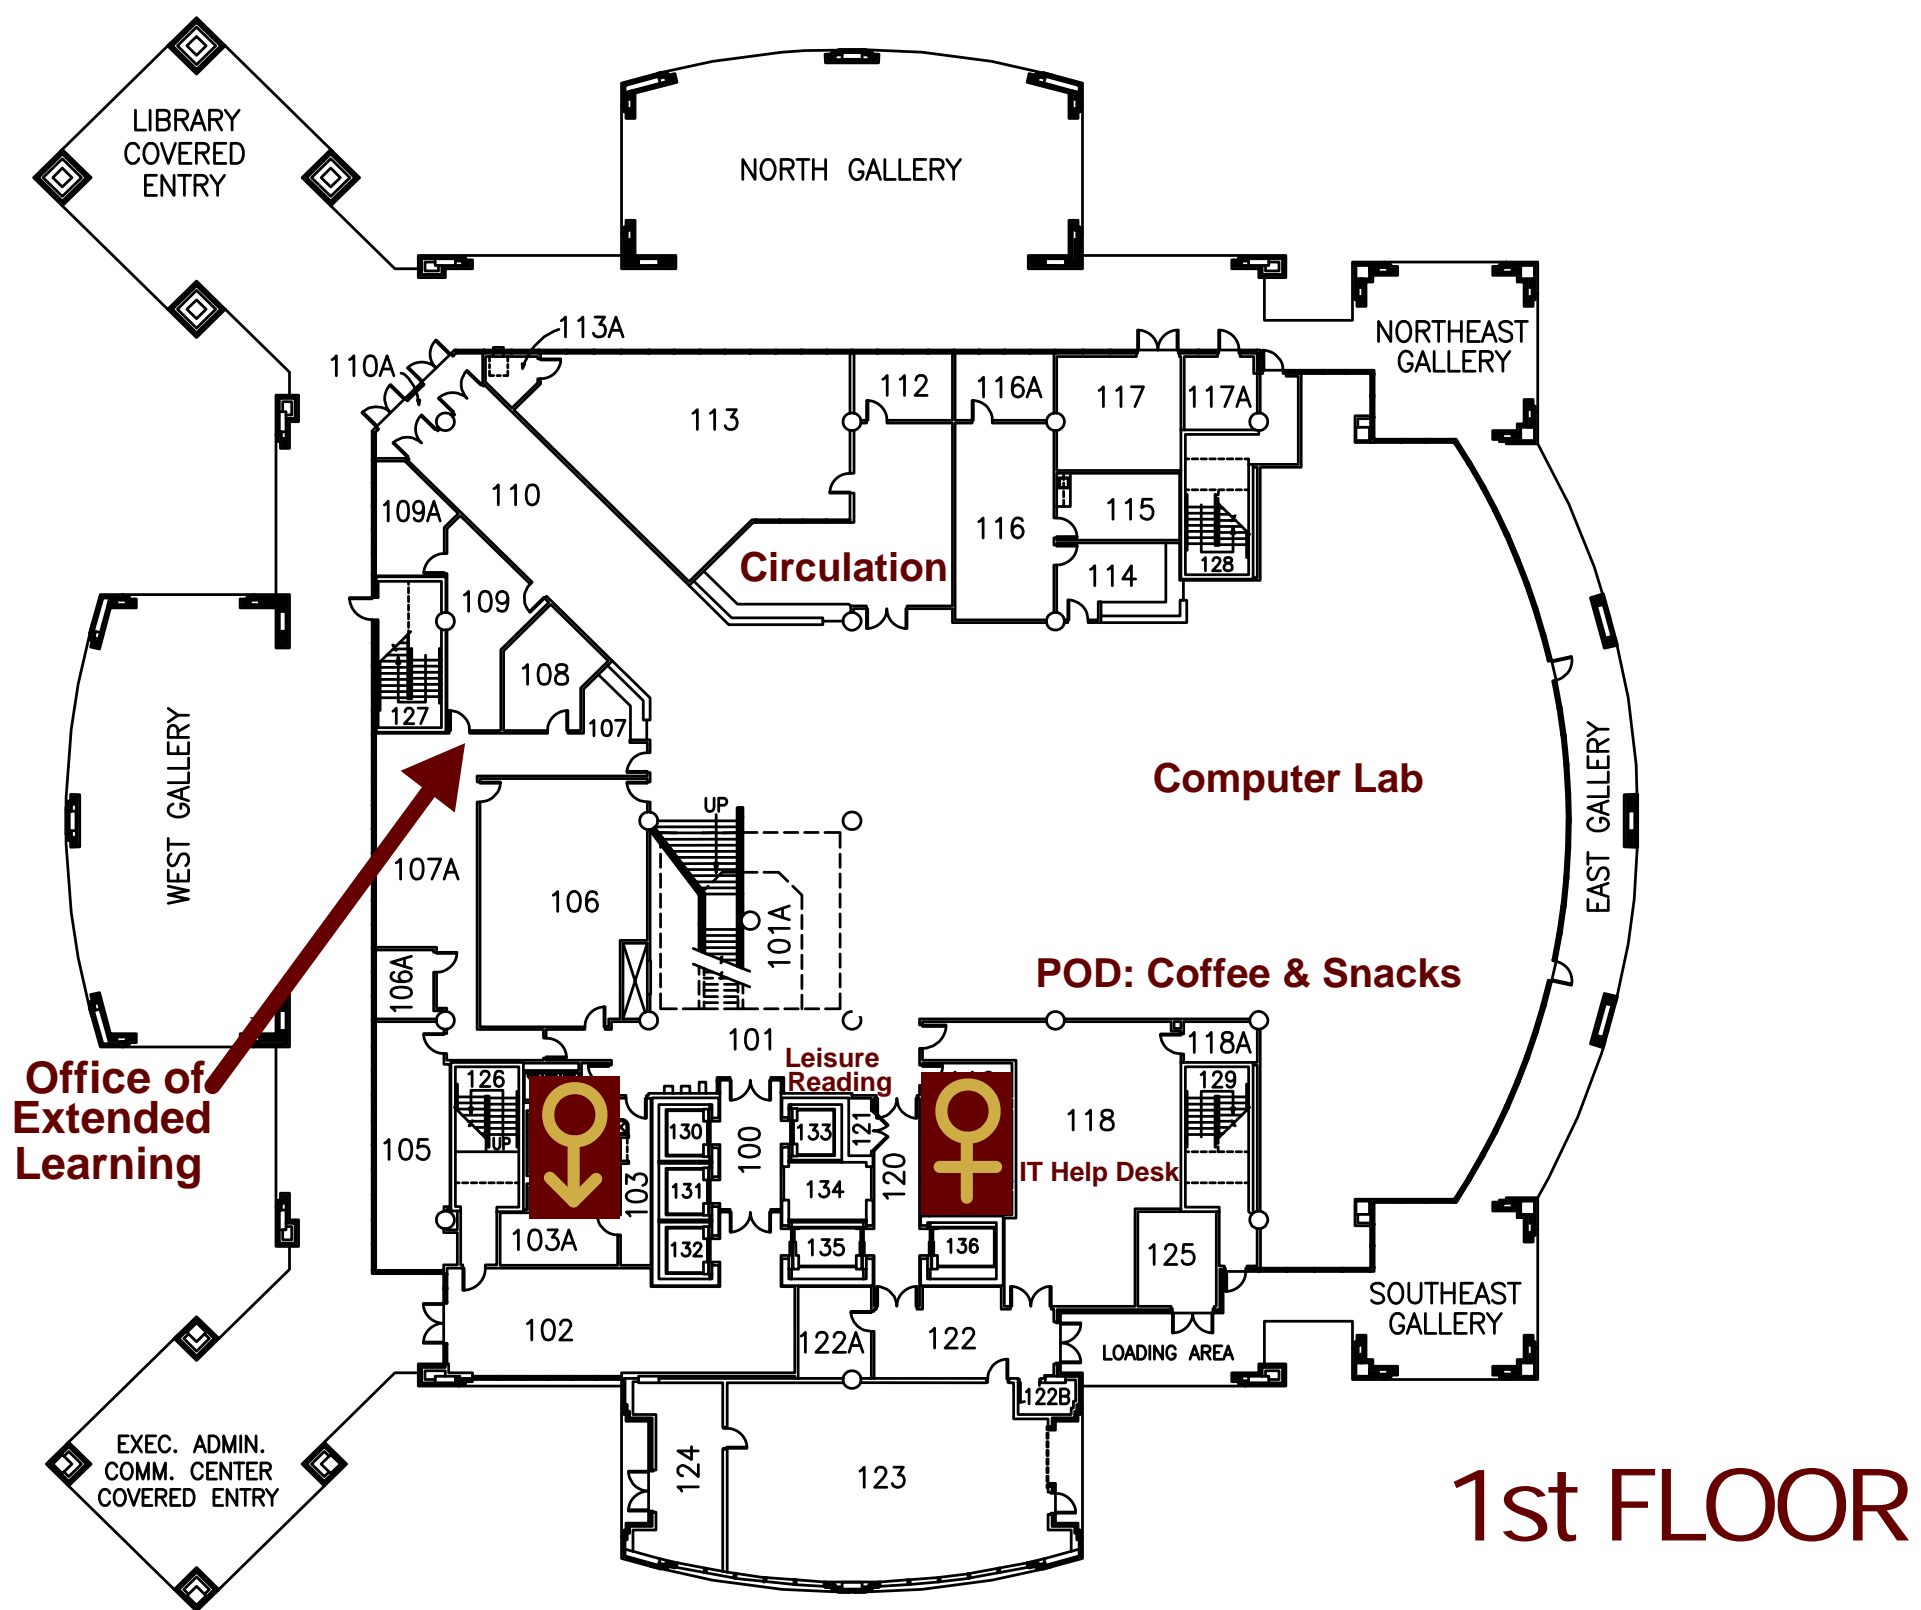 LIBRARY
COVERED
ENTRY
NORTH GALLERY
NORTHEAST
GALLERY
113A
110A
112
116A
117
117A
113
110
109A
115
116
128
Circulation
114
109
108
127
107
WEST GALLERY
EAST GALLERY
Computer Lab
UP
107A
106
101A
106A
POD: Coffee & Snacks
101
118A
Leisure
Reading
Office of
Extended
Learning
126
129
UP
105
130
133
121
118
100
IT Help Desk
131
134
120
103
103A
132
135
136
125
102
122A
122
LOADING AREA
SOUTHEAST
GALLERY
122B
EXEC. ADMIN.
COMM. CENTER
COVERED ENTRY
124
123
1st FLOOR